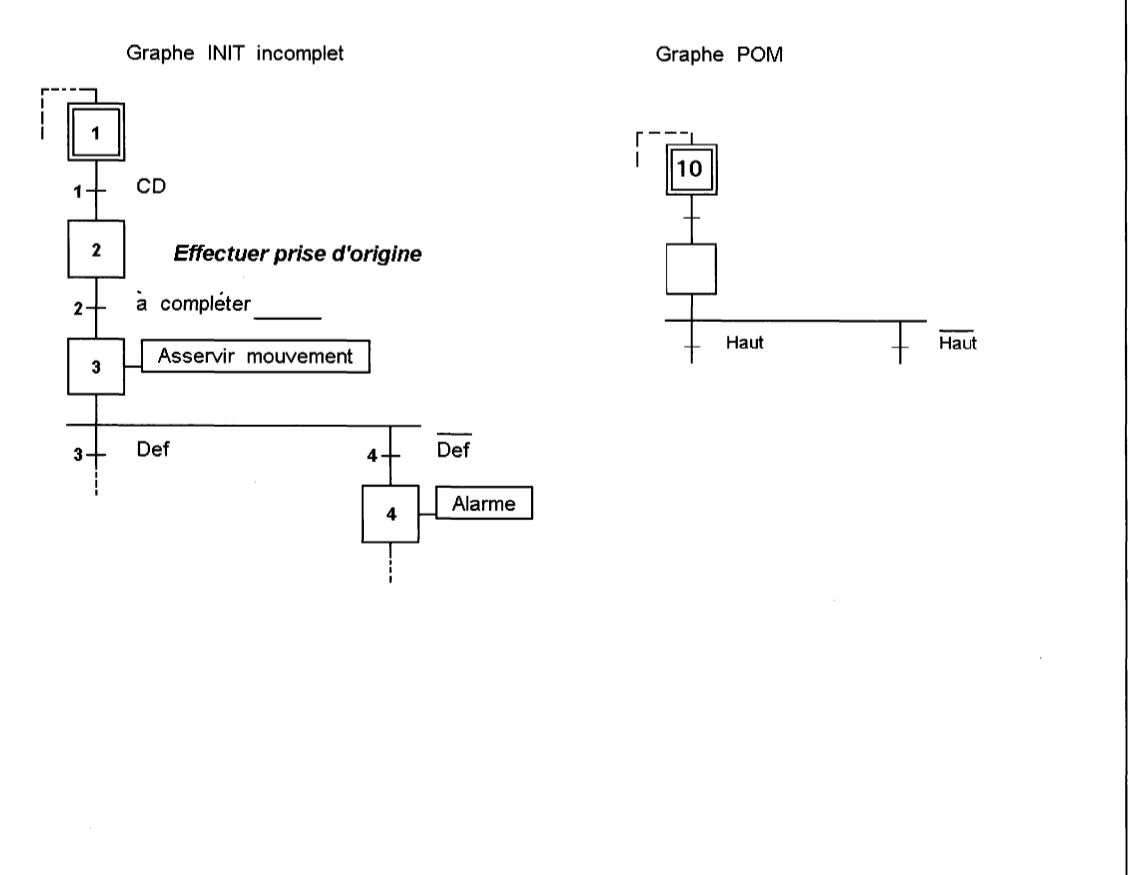 Graphe INIT incomplet
1
1 CD
2
Effectuer prise d'origine
2 à compléter
3
Asservir mouvement
3 Def
4 Def
4
Alarme
Graphe POM
10
Haut
Haut